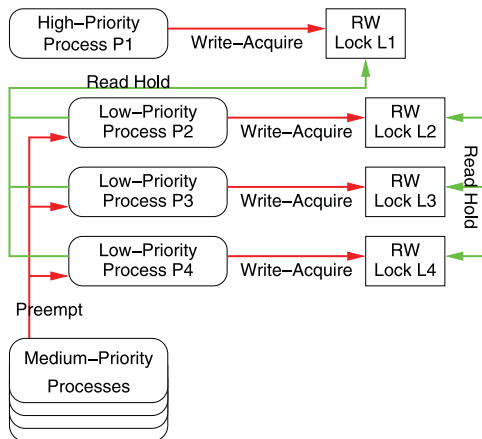 High–Priority
Process P1
Write–Acquire
RW
Lock L1
Read Hold
Low–Priority
Process P2
Write–Acquire
RW
Lock L2
Low–Priority
Process P3
Write–Acquire
RW
Lock L3
Read Hold
Low–Priority
Process P4
Write–Acquire
RW
Lock L4
Preempt
Medium–Priority
Processes